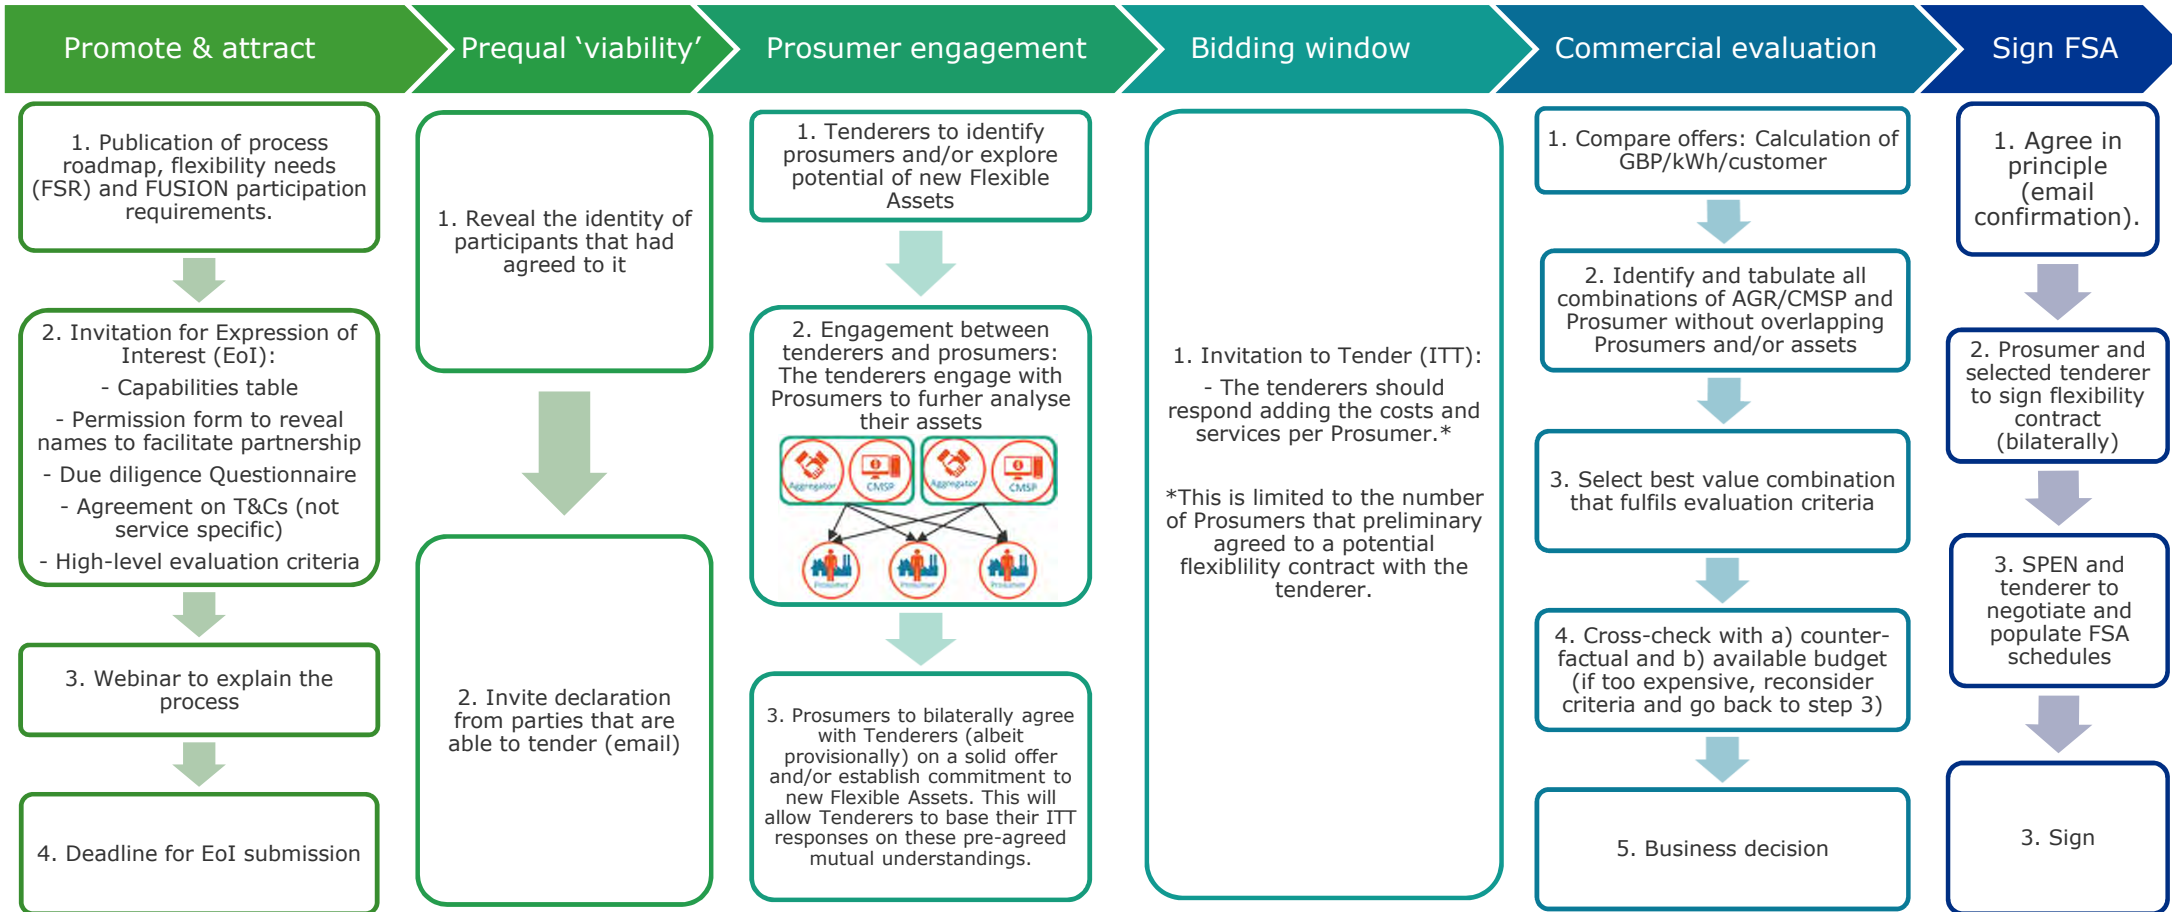 Promote & attract
Prequal ‘viability’
Prosumer engagement
Bidding window
Commercial evaluation
Sign FSA
1. Publication of process
roadmap, flexibility needs
(FSR) and FUSION participation
requirements.
2. Invitation for Expression of
Interest (EoI):
- Capabilities table
- Permission form to reveal
names to facilitate partnership
- Due diligence Questionnaire
- Agreement on T&Cs (not
service specific)
- High-level evaluation criteria
3. Webinar to explain the
process
4. Deadline for EoI submission
1. Reveal the identity of
participants that had
agreed to it
2. Invite declaration
from parties that are
able to tender (email)
1. Tenderers to identify
prosumers and/or explore
potential of new Flexible
Assets
2. Engagement between
tenderers and prosumers:
The tenderers engage with
Prosumers to furher analyse
their assets
Aggregator
CMSP
Aggregator
CMSP
Prosumer
Prosumer
Prosumer
3. Prosumers to bilaterally agree
with Tenderers (albeit
provisionally) on a solid offer
and/or establish commitment to
new Flexible Assets. This will
allow Tenderers to base their ITT
responses on these pre-agreed
mutual understandings.
1. Invitation to Tender (ITT):
- The tenderers should
respond adding the costs and
services per Prosumer.*
*This is limited to the number
of Prosumers that preliminary
agreed to a potential
flexiblility contract with the
tenderer.
1. Compare offers: Calculation of
GBP/kWh/customer
2. Identify and tabulate all
combinations of AGR/CMSP and
Prosumer without overlapping
Prosumers and/or assets
3. Select best value combination
that fulfils evaluation criteria
4. Cross-check with a) counter-
factual and b) available budget
(if too expensive, reconsider
criteria and go back to step 3)
5. Business decision
1. Agree in
principle
(email
confirmation).
2. Prosumer and
selected tenderer
to sign flexibility
contract
(bilaterally)
3. SPEN and
tenderer to
negotiate and
populate FSA
schedules
3. Sign